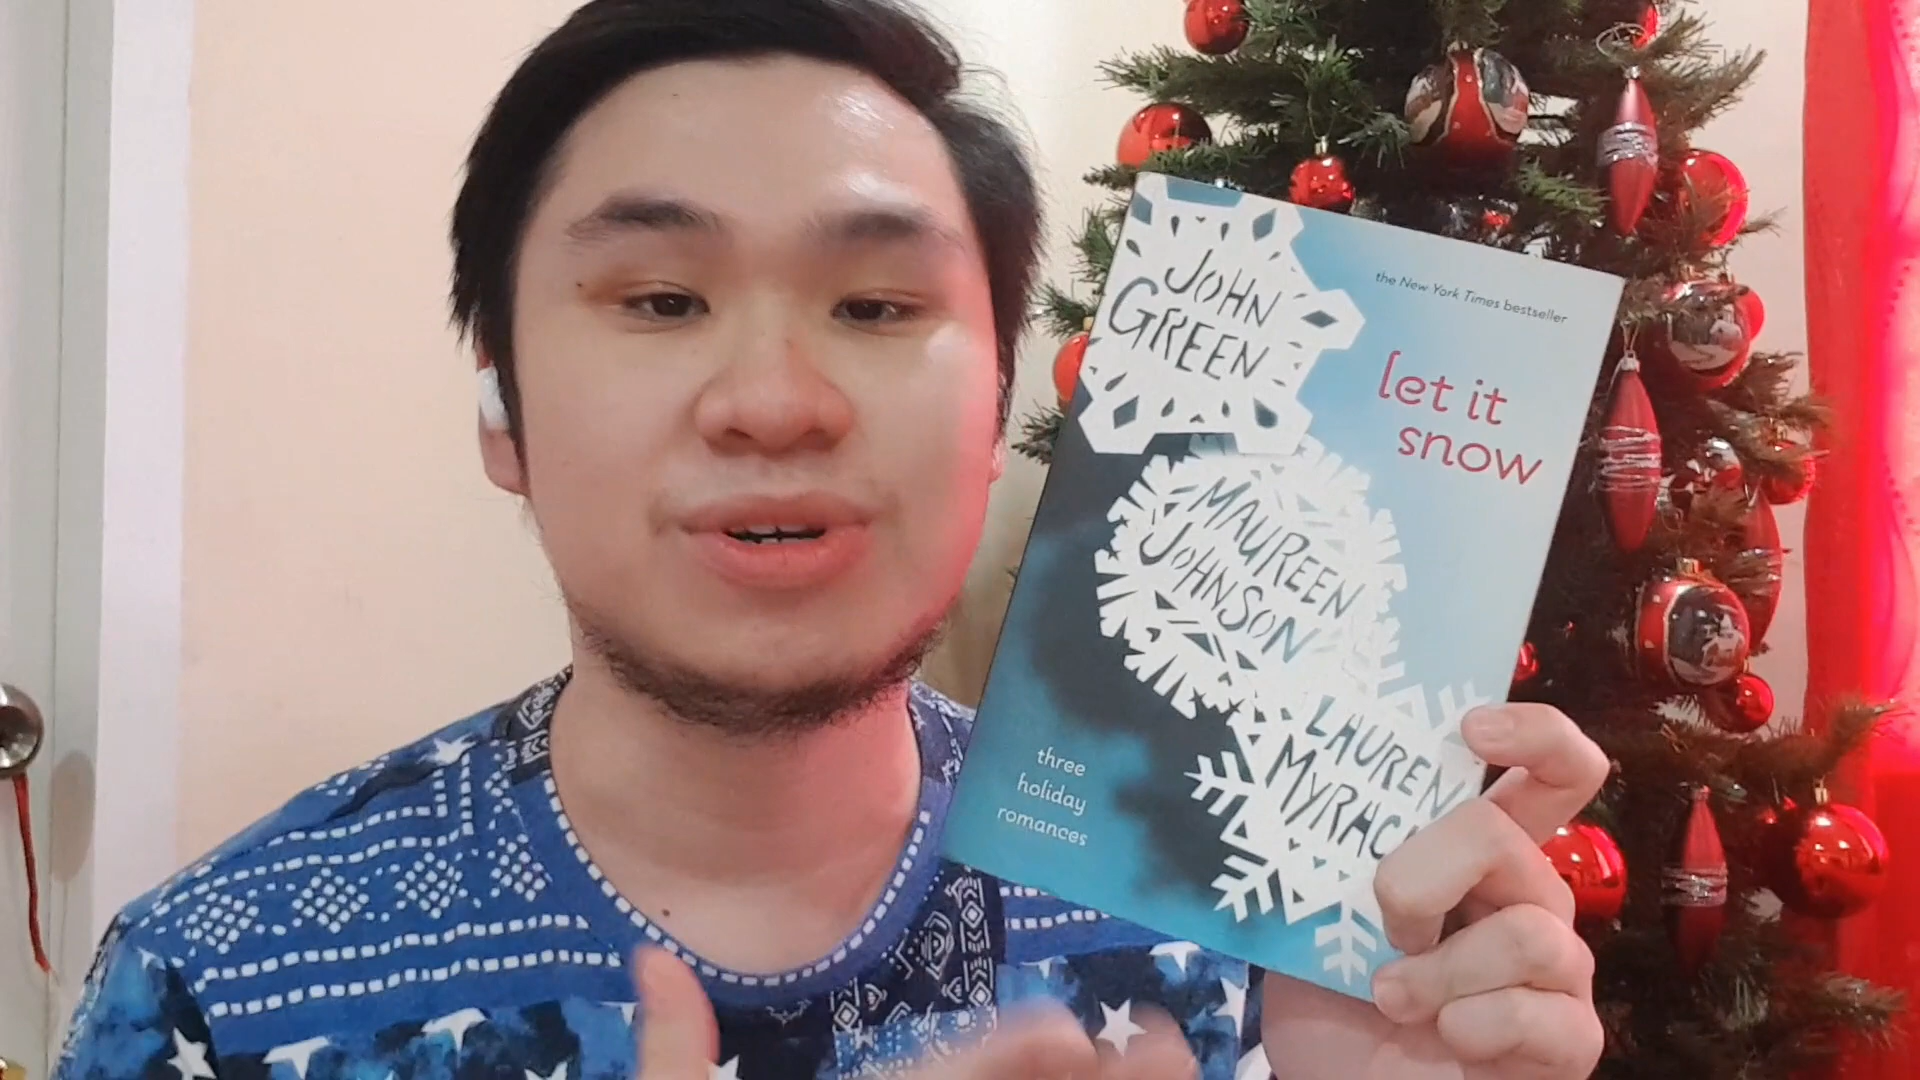 JOHN
GREEN
the New York Times bestseller
let it
snow
MAUREEN
JOHNSON
LAUREN
three
holiday
romances